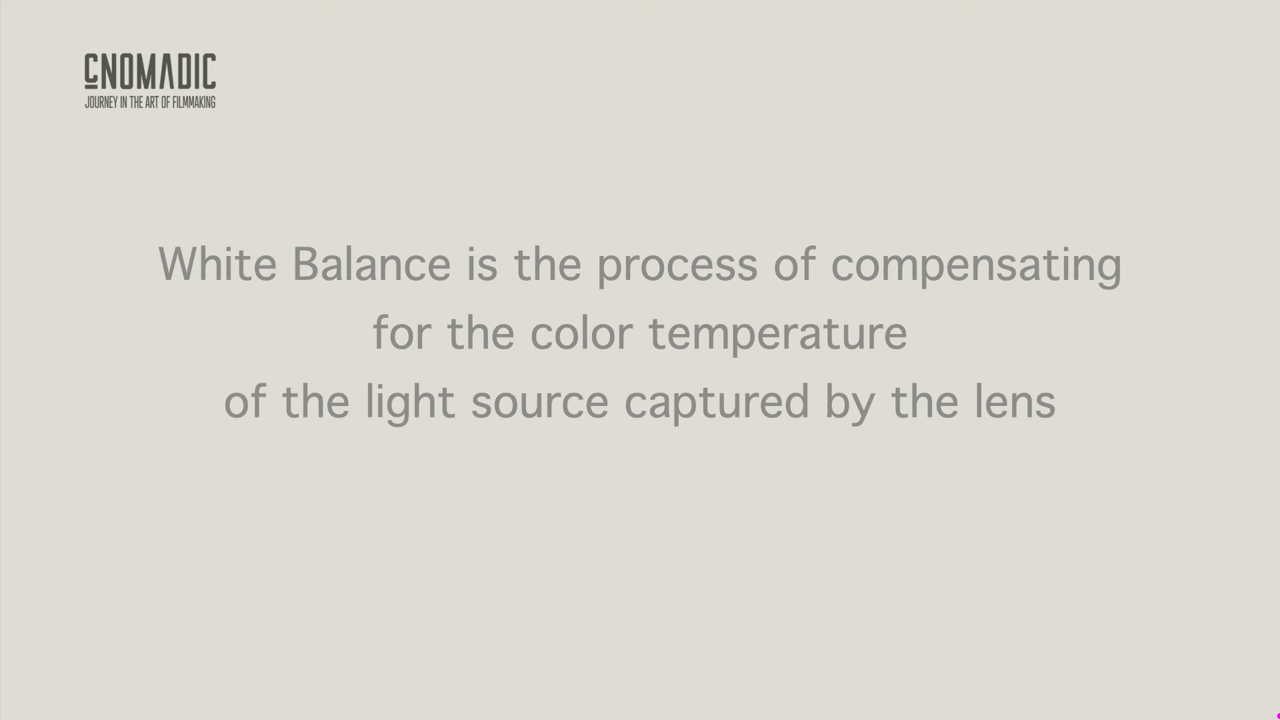 CNOMADIC
JOURNEY IN THE ART OF FILMMAKING
White Balance is the process of compensating
for the color temperature
of the light source captured by the lens